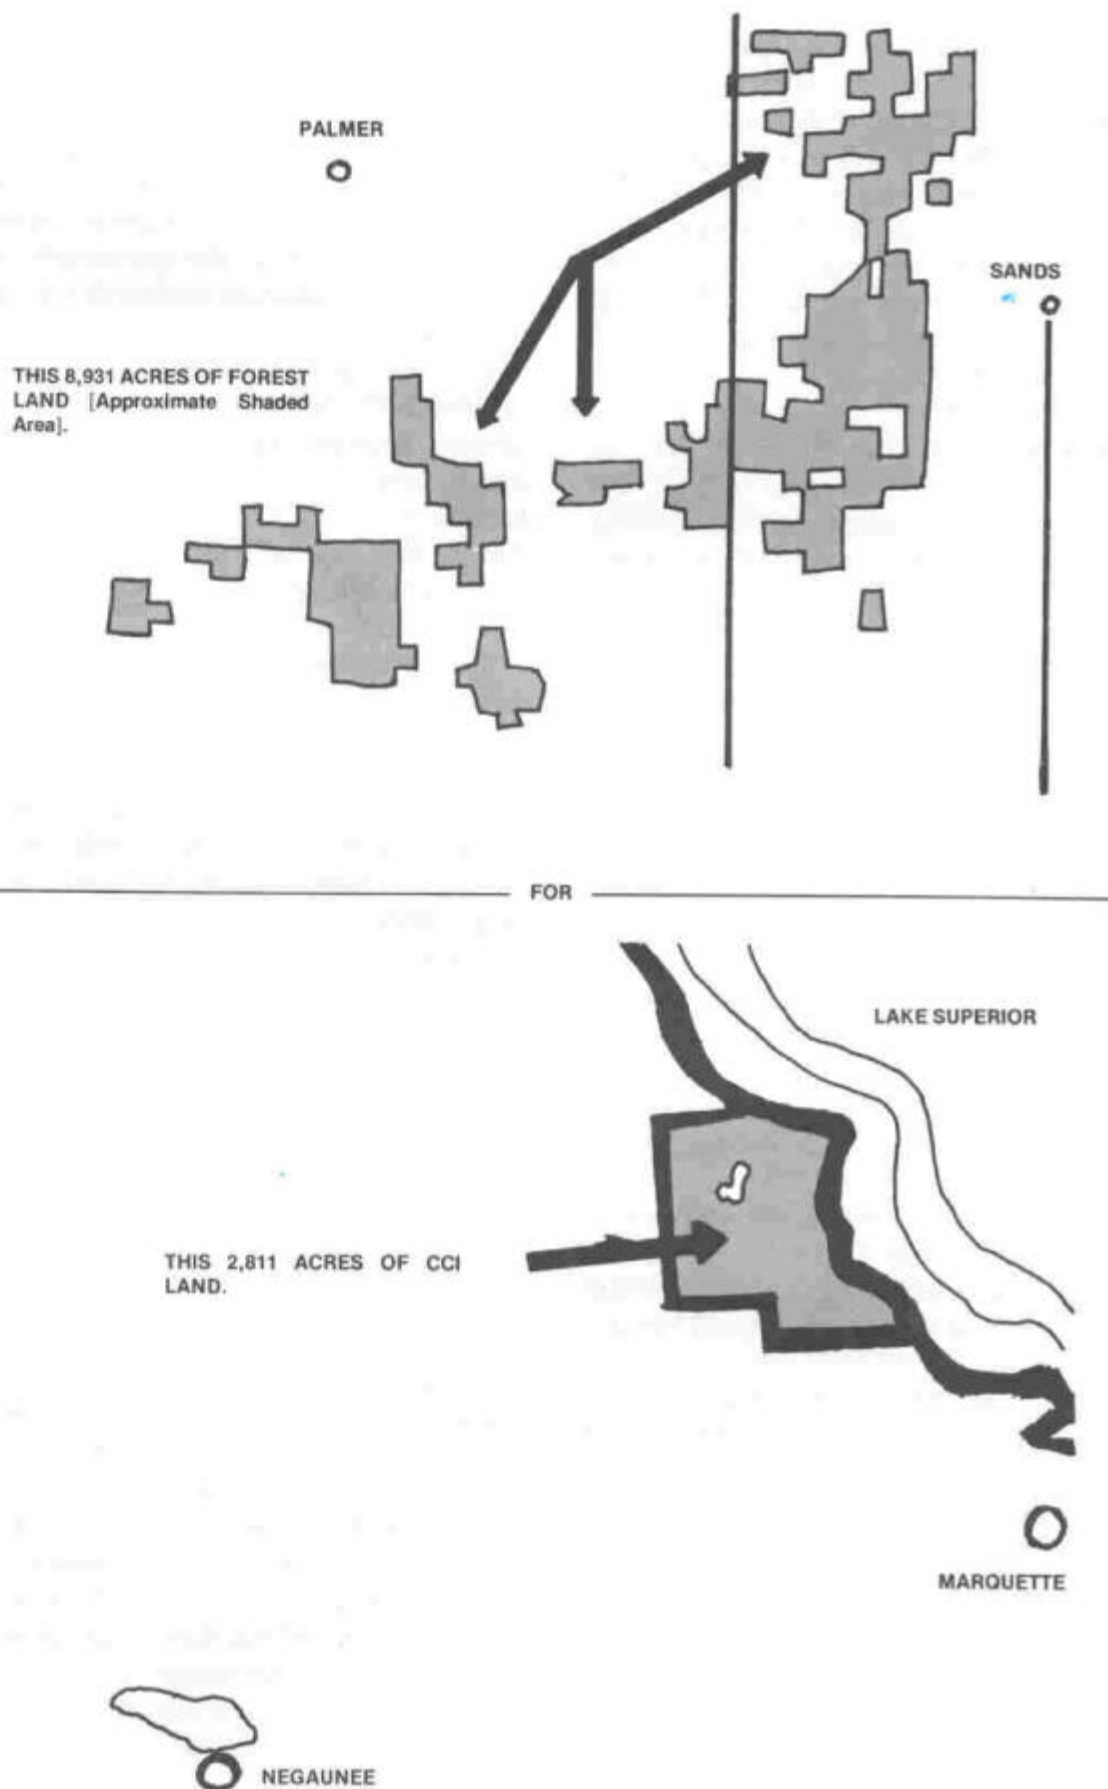 PALMER
SANDS
THIS 8,931 ACRES OF FOREST
LAND [Approximate Shaded
Area].
FOR
LAKE SUPERIOR
THIS 2,811 ACRES OF CCI
LAND.
MARQUETTE
NEGAUNEE